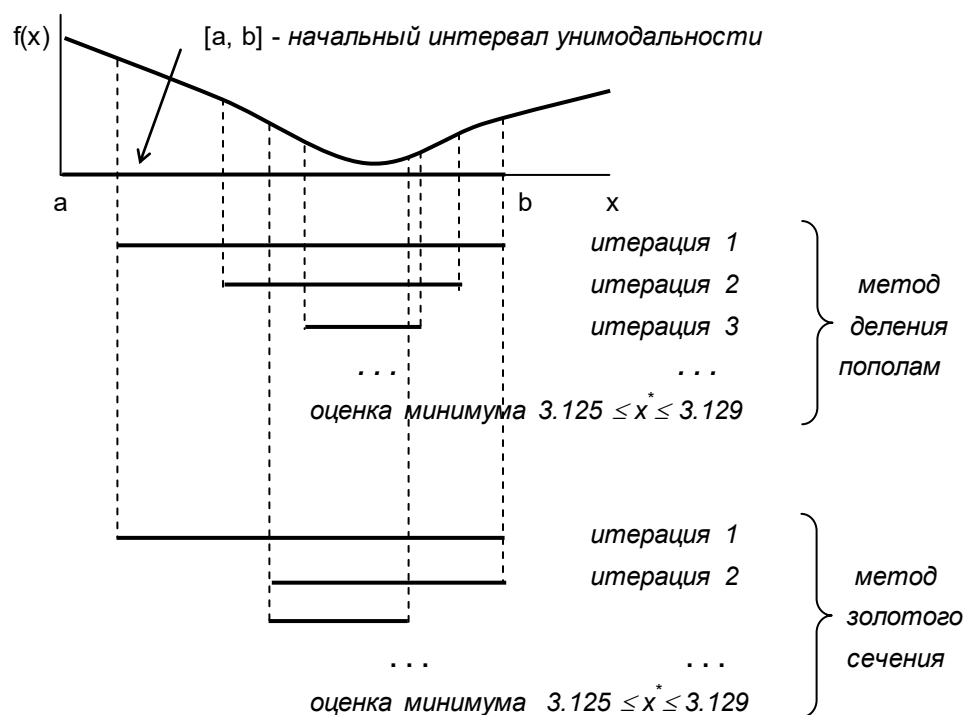 f(x)
[a, b] - начальный интервал унимодальности
a
b
x
итерация 1
итерация 2
итерация 3
. . .
. . .
оценка минимума 3.125 ≤ x* ≤ 3.129
метод
деления
пополам
итерация 1
итерация 2
. . .
. . .
оценка минимума 3.125 ≤ x* ≤ 3.129
метод
золотого
сечения